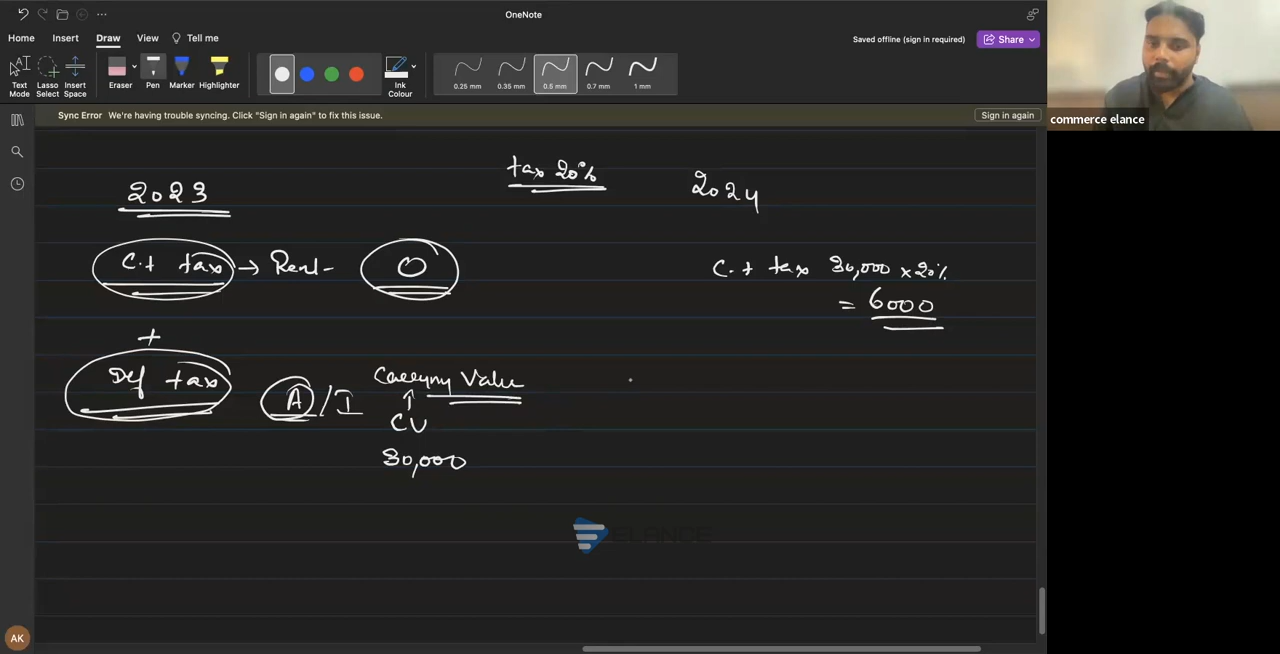 OneNote
Home Insert Draw View Tell me
Saved offline (sign in required) Share
Text Mode
Lasso Select
Insert Space
Eraser
Pen
Marker
Highlighter
Ink Colour
0.25 mm 0.35 mm 0.5 mm 0.7 mm 1 mm
commerce elance
Sync Error We're having trouble syncing. Click "Sign in again" to fix this issue. Sign in again
tax 20%
2023
2024
C.t tax → Rent - 0
C.t tax 30,000 x 20%
= 6000
+
Def tax A/I Carrying Value
CV
30,000
ELANCE
AK